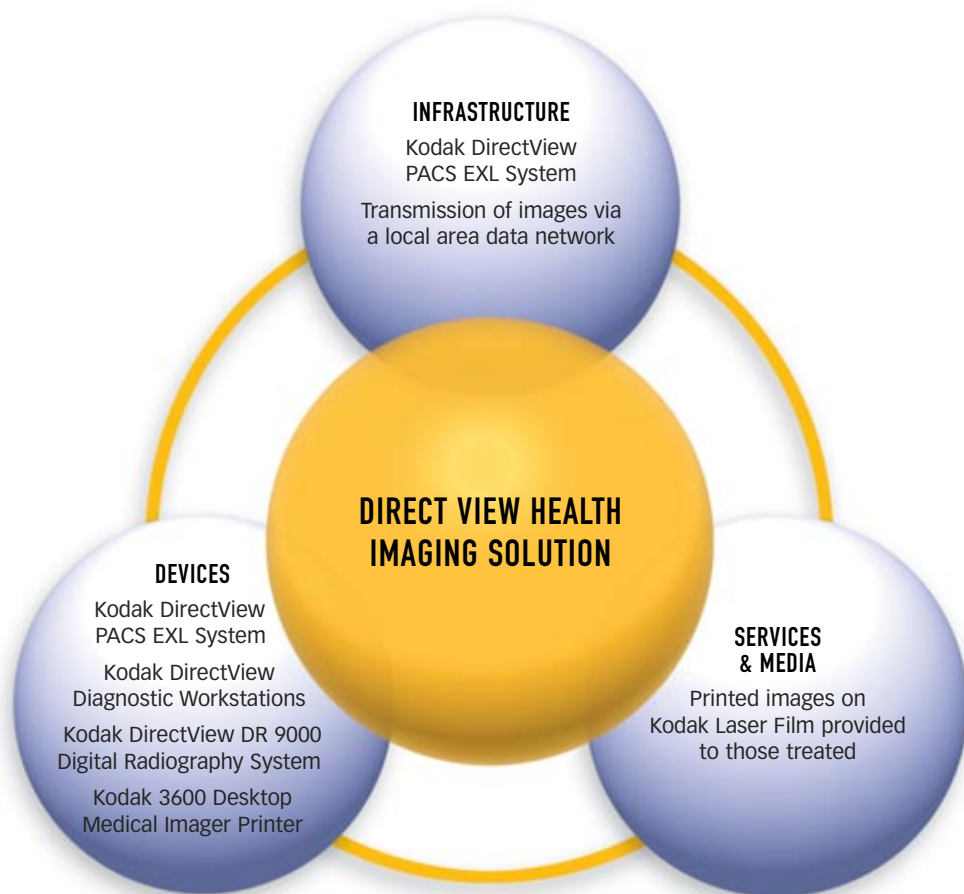 INFRASTRUCTURE
Kodak DirectView
PACS EXL System
Transmission of images via
a local area data network
DIRECT VIEW HEALTH
IMAGING SOLUTION
DEVICES
Kodak DirectView
PACS EXL System
Kodak DirectView
Diagnostic Workstations
Kodak DirectView DR 9000
Digital Radiography System
Kodak 3600 Desktop
Medical Imager Printer
SERVICES
& MEDIA
Printed images on
Kodak Laser Film provided
to those treated